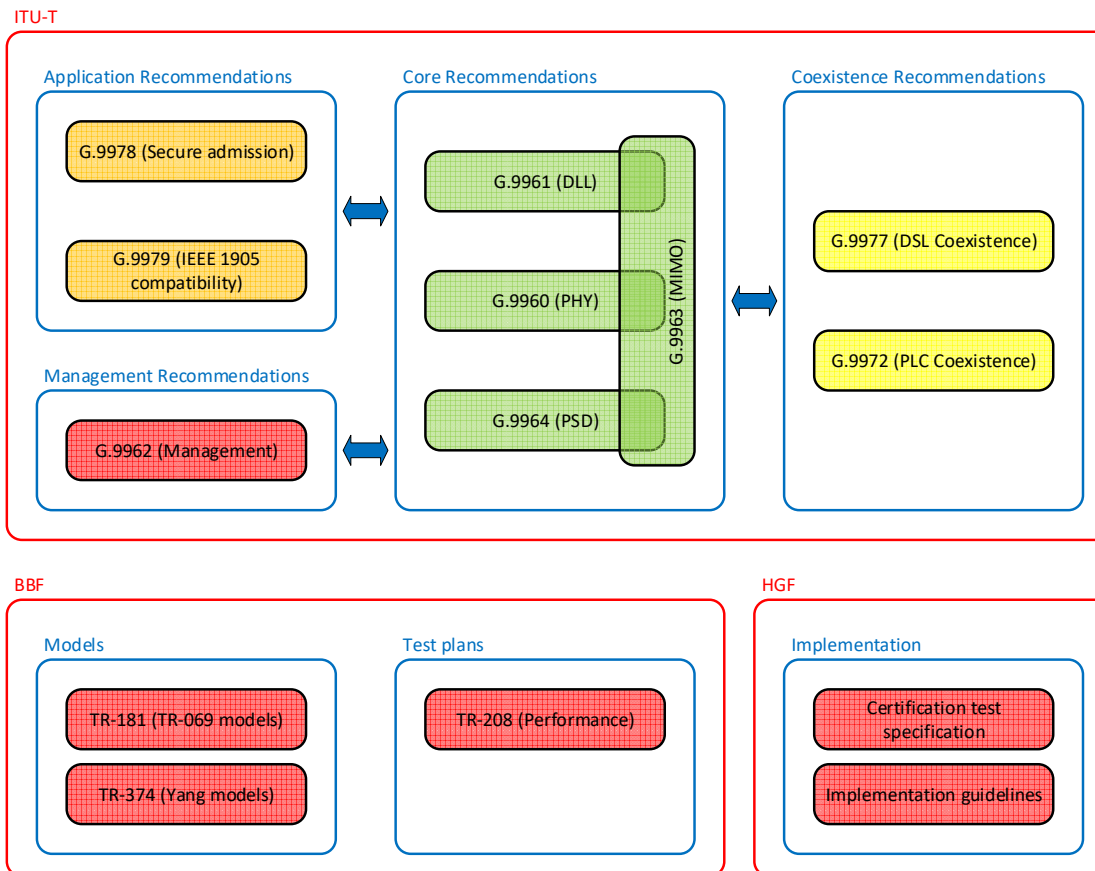 ITU-T
Application Recommendations
G.9978 (Secure admission)
G.9979 (IEEE 1905
compatibility)
Management Recommendations
G.9962 (Management)
Core Recommendations
G.9961 (DLL)
G.9960 (PHY)
G.9964 (PSD)
G.9963 (MIMO)
Coexistence Recommendations
G.9977 (DSL Coexistence)
G.9972 (PLC Coexistence)
BBF
Models
TR-181 (TR-069 models)
TR-374 (Yang models)
Test plans
TR-208 (Performance)
HGF
Implementation
Certification test
specification
Implementation guidelines